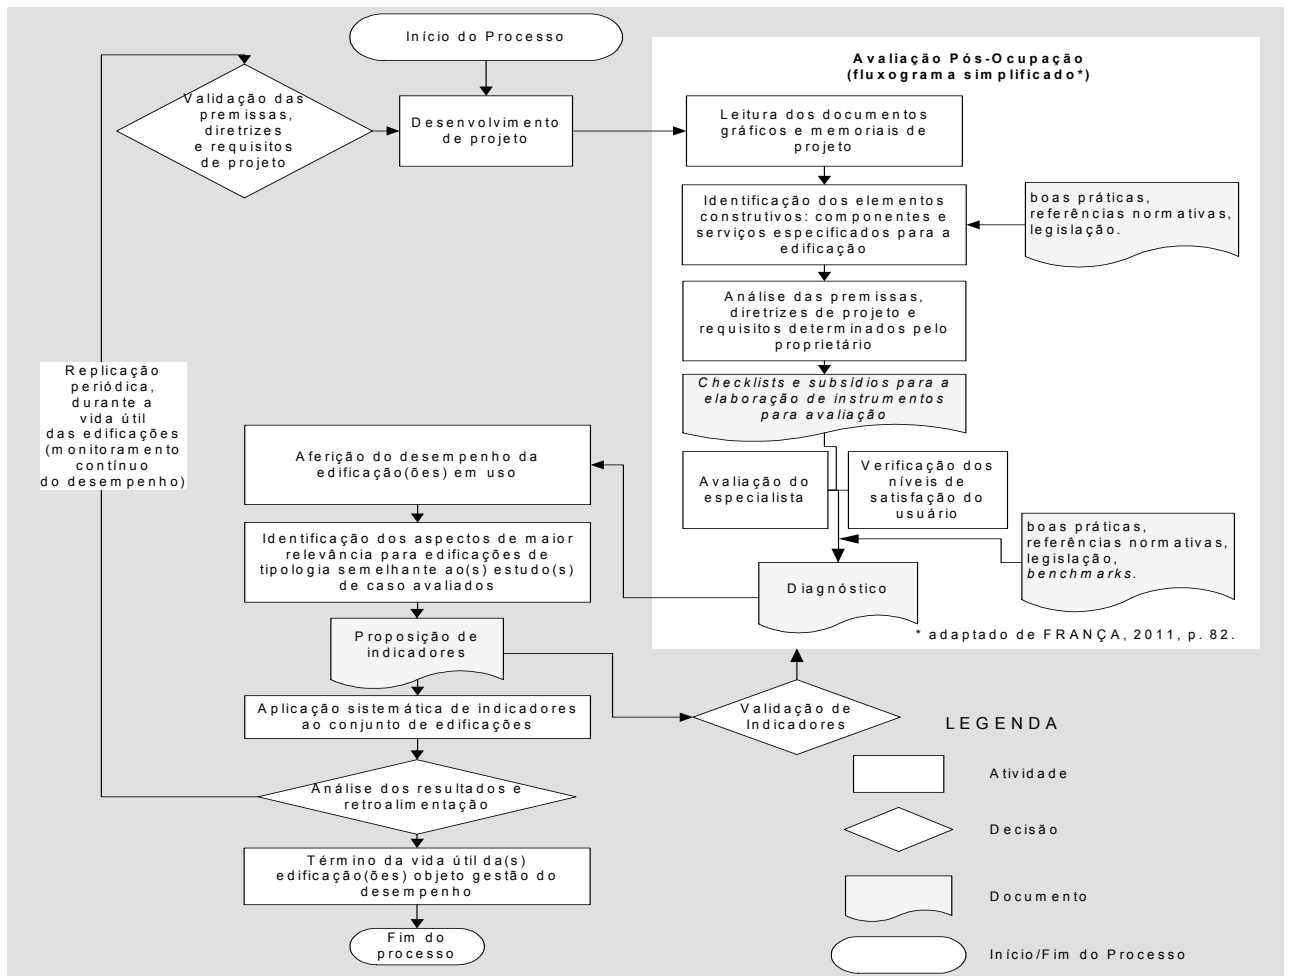 Início do Processo
Validação das
premissas,
diretrizes
e requisitos
de projeto
Desenvolvimento
de projeto
Avaliação Pós-Ocupação
(fluxograma simplificado*)
Leitura dos documentos
gráficos e memoriais de
projeto
Identificação dos elementos
construtivos: componentes e
serviços especificados para a
edificação
boas práticas,
referências normativas,
legislação.
Análise das premissas,
diretrizes de projeto e
requisitos determinados pelo
proprietário
Checklists e subsídios para a
elaboração de instrumentos
para avaliação
Avaliação do
especialista
Verificação dos
níveis de
satisfação do
usuário
boas práticas,
referências normativas,
legislação,
benchmarks.
Diagnóstico
* adaptado de FRANÇA, 2011, p. 82.
Replicação
periódica,
durante a
vida útil
das edificações
(monitoramento
contínuo
do desempenho)
Aferição do desempenho da
edificação(ões) em uso
Identificação dos aspectos de maior
relevância para edificações de
tipologia semelhante ao(s) estudo(s)
de caso avaliados
Proposição de
indicadores
Aplicação sistemática de indicadores
ao conjunto de edificações
Validação de
Indicadores
Análise dos resultados e
retroalimentação
Término da vida útil da(s)
edificação(ões) objeto gestão do
desempenho
Fim do
processo
LEGENDA
Atividade
Decisão
Documento
Início/Fim do Processo